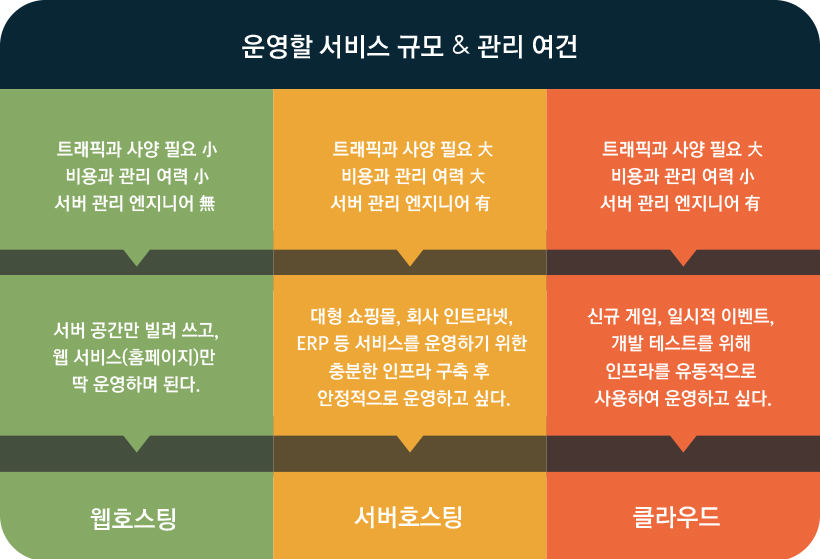 운영할 서비스 규모 & 관리 여건
트래픽과 사양 필요 小
비용과 관리 여력 小
서버 관리 엔지니어 無
트래픽과 사양 필요 大
비용과 관리 여력 大
서버 관리 엔지니어 有
트래픽과 사양 필요 大
비용과 관리 여력 小
서버 관리 엔지니어 有
서버 공간만 빌려 쓰고,
웹 서비스(홈페이지)만
딱 운영하며 된다.
대형 쇼핑몰, 회사 인트라넷,
ERP 등 서비스를 운영하기 위한
충분한 인프라 구축 후
안정적으로 운영하고 싶다.
신규 게임, 일시적 이벤트,
개발 테스트를 위해
인프라를 유동적으로
사용하여 운영하고 싶다.
웹호스팅
서버호스팅
클라우드